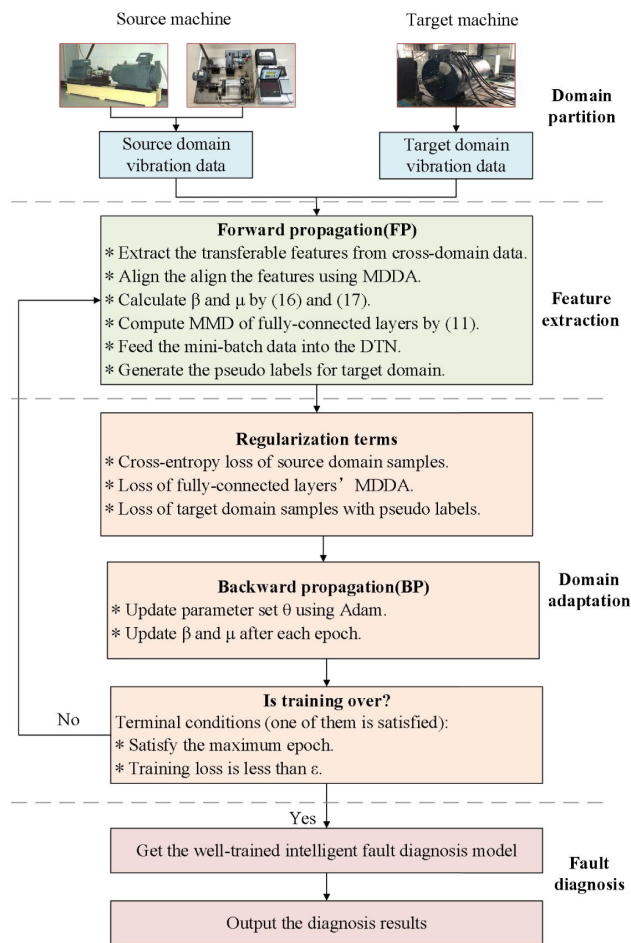 Source machine
Target machine
Domain
partition
Source domain
vibration data
Target domain
vibration data
Forward propagation(FP)
* Extract the transferable features from cross-domain data.
* Align the align the features using MDDA.
* Calculate β and μ by (16) and (17).
* Compute MMD of fully-connected layers by (11).
* Feed the mini-batch data into the DTN.
* Generate the pseudo labels for target domain.
Feature
extraction
Regularization terms
* Cross-entropy loss of source domain samples.
* Loss of fully-connected layers’ MDDA.
* Loss of target domain samples with pseudo labels.
Backward propagation(BP)
* Update parameter set θ using Adam.
* Update β and μ after each epoch.
Domain
adaptation
Is training over?
Terminal conditions (one of them is satisfied):
* Satisfy the maximum epoch.
* Training loss is less than ε.
No
Yes
Get the well-trained intelligent fault diagnosis model
Output the diagnosis results
Fault
diagnosis